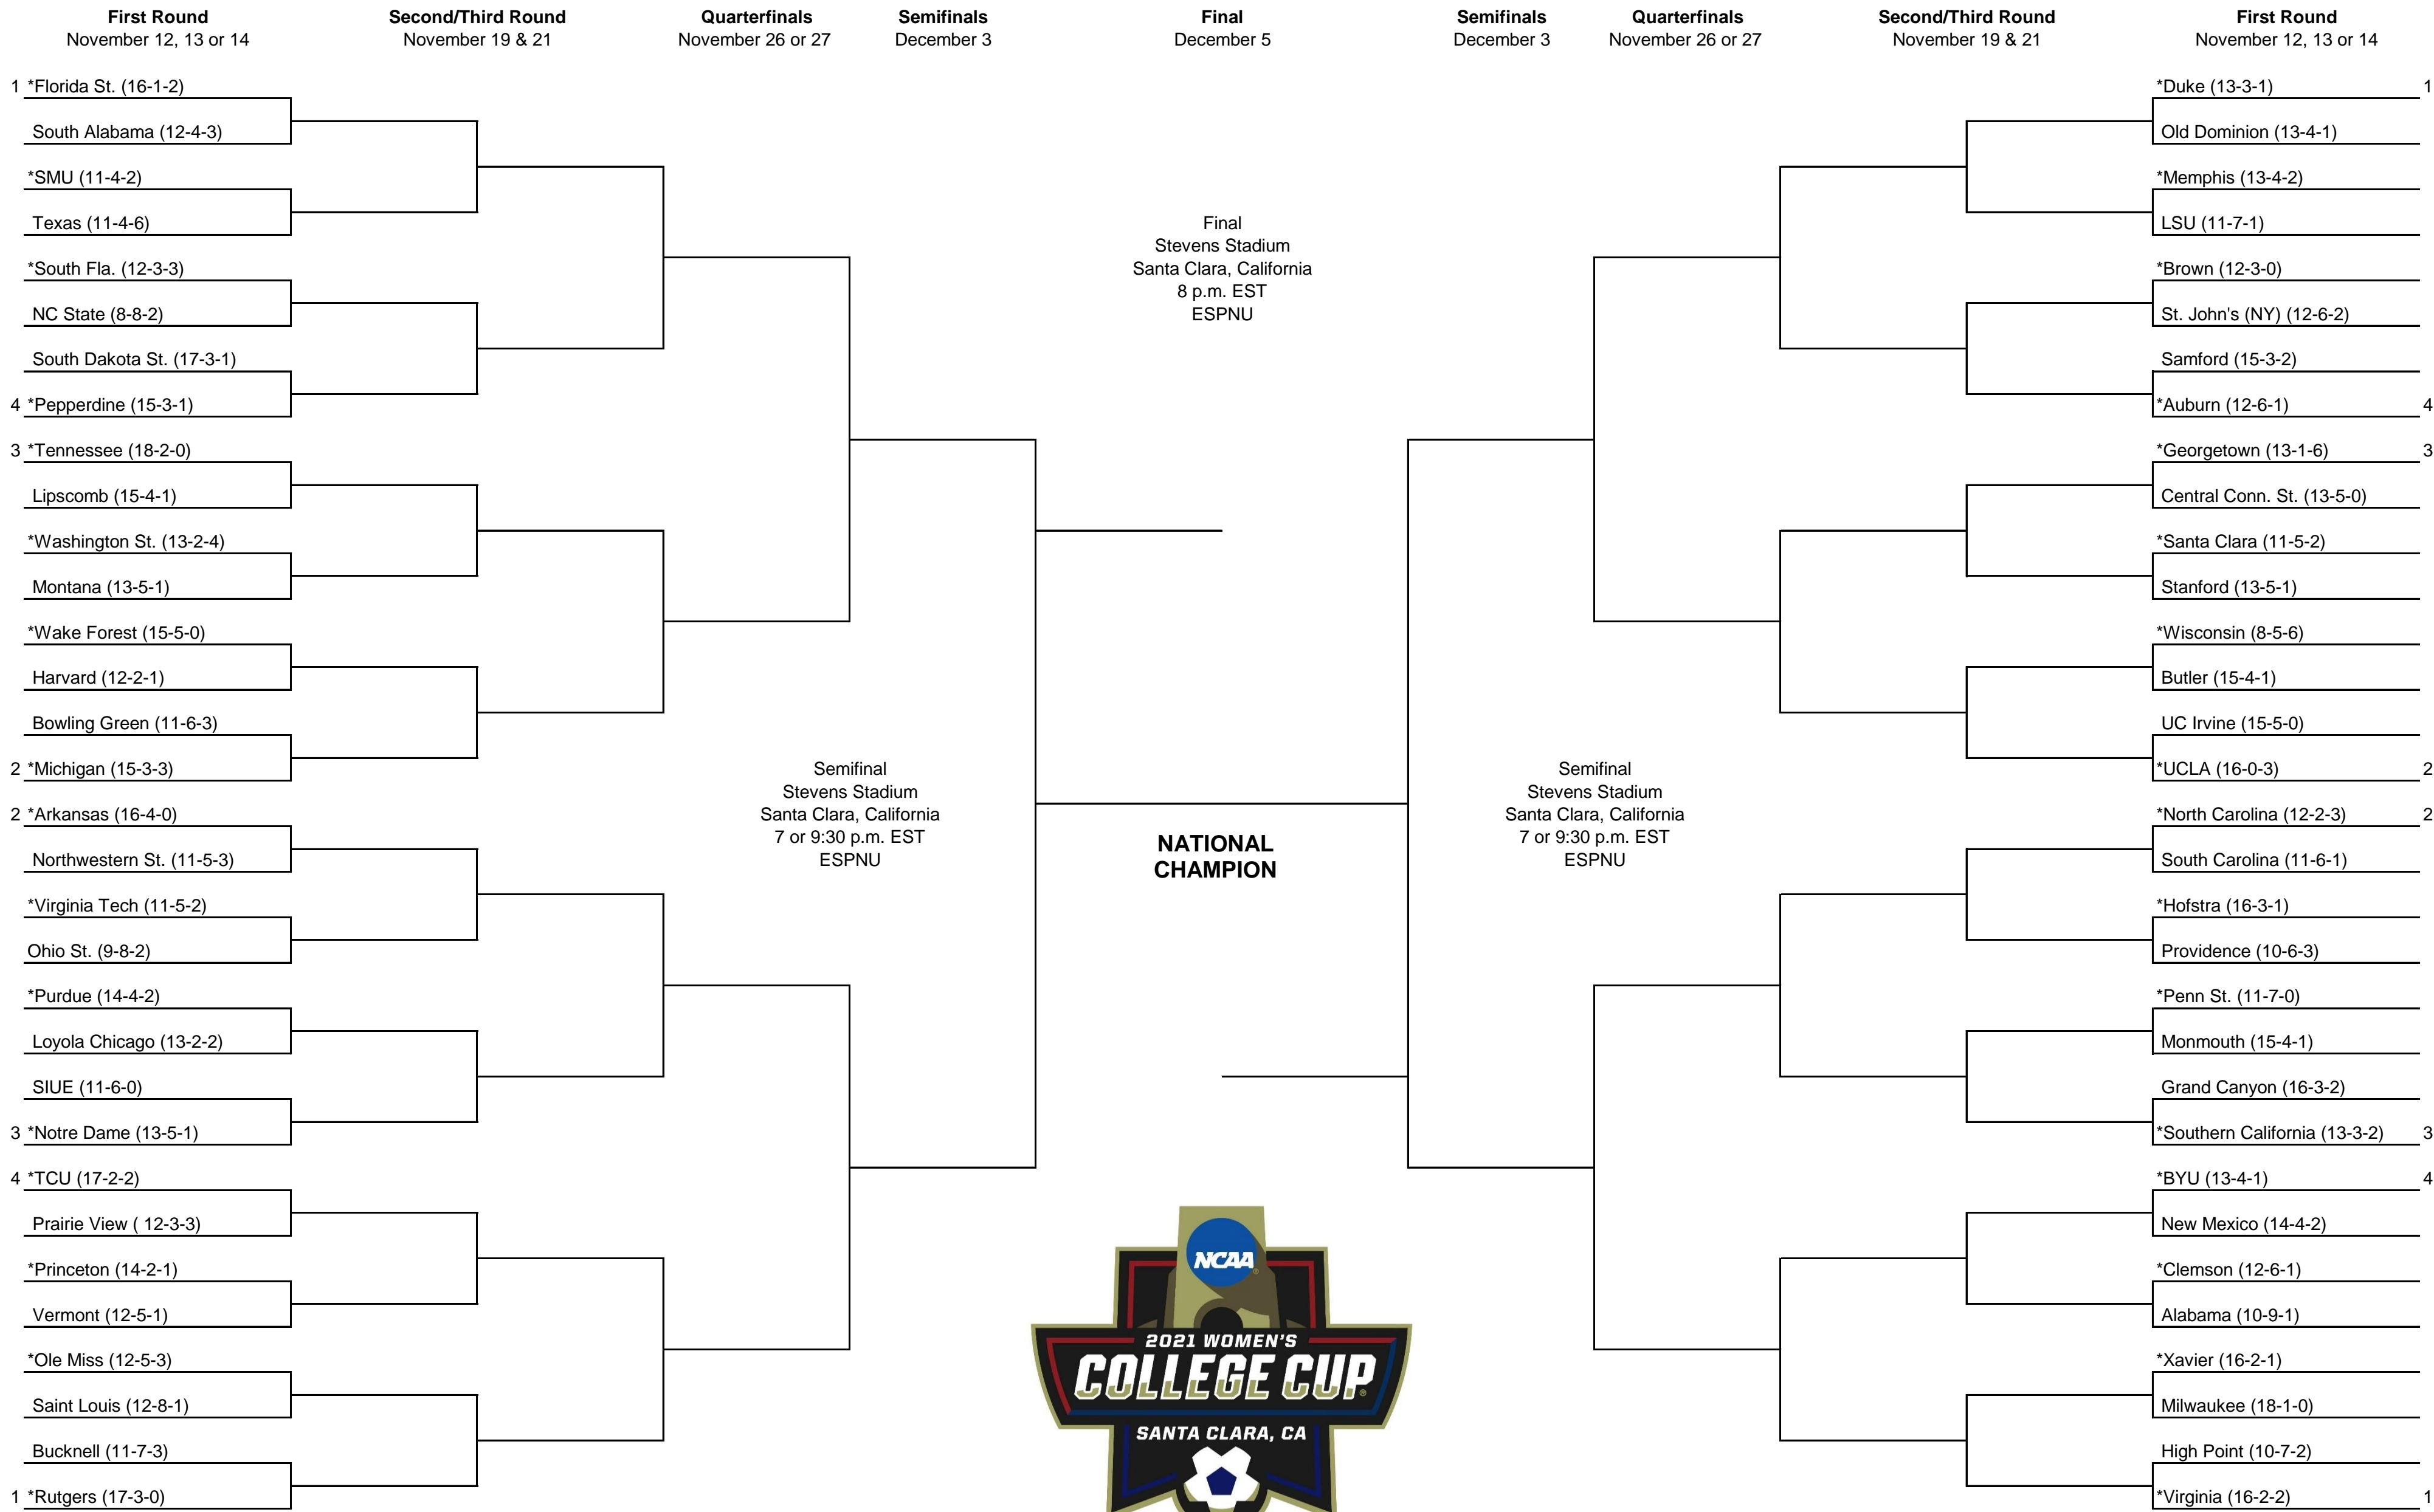 First Round
November 12, 13 or 14
Second/Third Round
November 19 & 21
Quarterfinals
November 26 or 27
Semifinals
December 3
Final
December 5
Semifinals
December 3
Quarterfinals
November 26 or 27
Second/Third Round
November 19 & 21
First Round
November 12, 13 or 14
1 *Florida St. (16-1-2)
South Alabama (12-4-3)
*SMU (11-4-2)
Texas (11-4-6)
*South Fla. (12-3-3)
NC State (8-8-2)
South Dakota St. (17-3-1)
4 *Pepperdine (15-3-1)
3 *Tennessee (18-2-0)
Lipscomb (15-4-1)
*Washington St. (13-2-4)
Montana (13-5-1)
*Wake Forest (15-5-0)
Harvard (12-2-1)
Bowling Green (11-6-3)
2 *Michigan (15-3-3)
2 *Arkansas (16-4-0)
Northwestern St. (11-5-3)
*Virginia Tech (11-5-2)
Ohio St. (9-8-2)
*Purdue (14-4-2)
Loyola Chicago (13-2-2)
SIUE (11-6-0)
3 *Notre Dame (13-5-1)
4 *TCU (17-2-2)
Prairie View ( 12-3-3)
*Princeton (14-2-1)
Vermont (12-5-1)
*Ole Miss (12-5-3)
Saint Louis (12-8-1)
Bucknell (11-7-3)
1 *Rutgers (17-3-0)
Semifinal
Stevens Stadium
Santa Clara, California
7 or 9:30 p.m. EST
ESPNU
Final
Stevens Stadium
Santa Clara, California
8 p.m. EST
ESPNU
NATIONAL
CHAMPION
NCAA
2021 WOMEN'S
COLLEGE CUP
SANTA CLARA, CA
Semifinal
Stevens Stadium
Santa Clara, California
7 or 9:30 p.m. EST
ESPNU
*Duke (13-3-1) 1
Old Dominion (13-4-1)
*Memphis (13-4-2)
LSU (11-7-1)
*Brown (12-3-0)
St. John's (NY) (12-6-2)
Samford (15-3-2)
*Auburn (12-6-1) 4
*Georgetown (13-1-6) 3
Central Conn. St. (13-5-0)
*Santa Clara (11-5-2)
Stanford (13-5-1)
*Wisconsin (8-5-6)
Butler (15-4-1)
UC Irvine (15-5-0)
*UCLA (16-0-3) 2
*North Carolina (12-2-3) 2
South Carolina (11-6-1)
*Hofstra (16-3-1)
Providence (10-6-3)
*Penn St. (11-7-0)
Monmouth (15-4-1)
Grand Canyon (16-3-2)
*Southern California (13-3-2) 3
*BYU (13-4-1) 4
New Mexico (14-4-2)
*Clemson (12-6-1)
Alabama (10-9-1)
*Xavier (16-2-1)
Milwaukee (18-1-0)
High Point (10-7-2)
*Virginia (16-2-2) 1